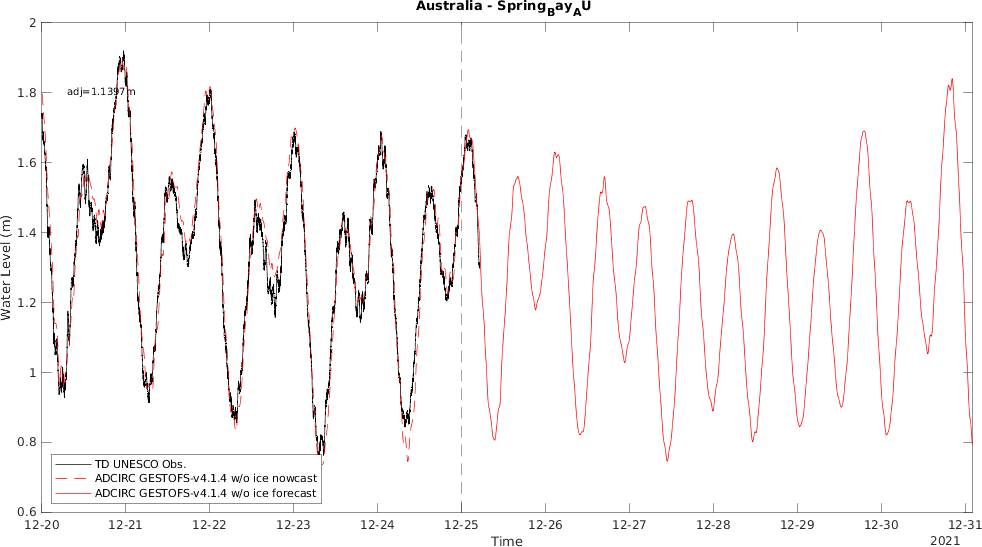 Australia - SpringBayAU
2
1.8
1.6
1.4
1.2
1
0.8
0.6
Water Level (m)
adj=1.1397m
TD UNESCO Obs.
ADCIRC GESTOFS-v4.1.4 w/o ice nowcast
ADCIRC GESTOFS-v4.1.4 w/o ice forecast
12-20 12-21 12-22 12-23 12-24 12-25 12-26 12-27 12-28 12-29 12-30 12-31
Time
2021